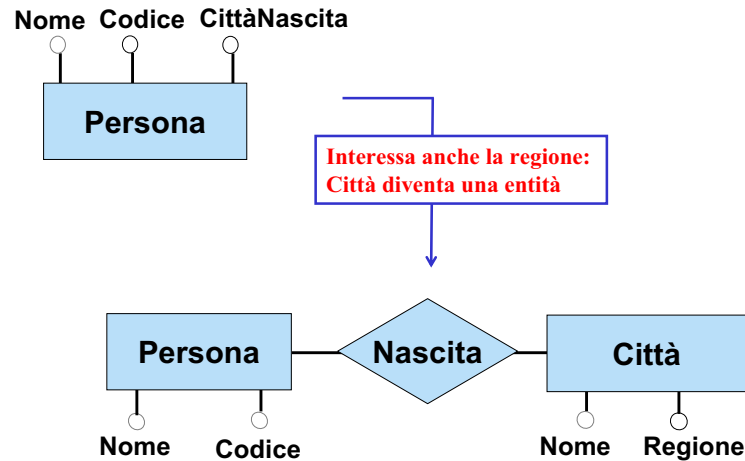 Nome Codice CittàNascita
Persona
Interessa anche la regione:
Città diventa una entità
Persona Nascita Città
Nome Codice Nome Regione